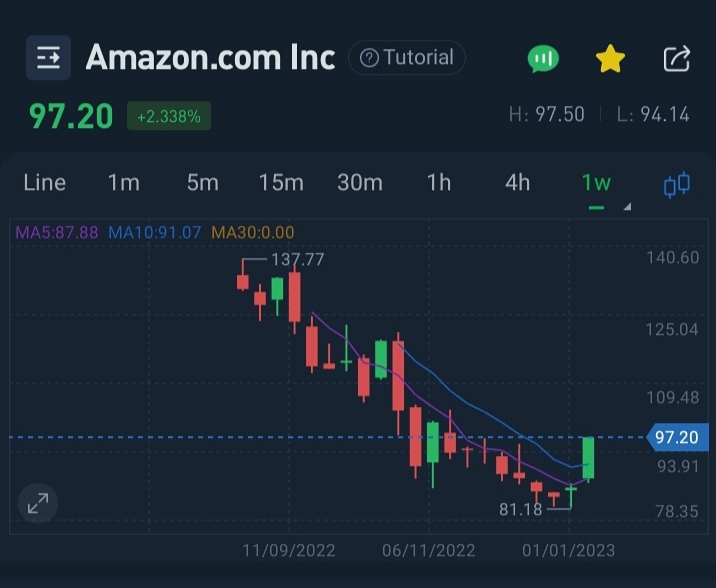 Amazon.com Inc ? Tutorial
97.20 +2.338% H: 97.50 L: 94.14
Line 1m 5m 15m 30m 1h 4h 1w
MA5:87.88 MA10:91.07 MA30:0.00
137.77
140.60
125.04
109.48
97.20
93.91
81.18
78.35
11/09/2022 06/11/2022 01/01/2023